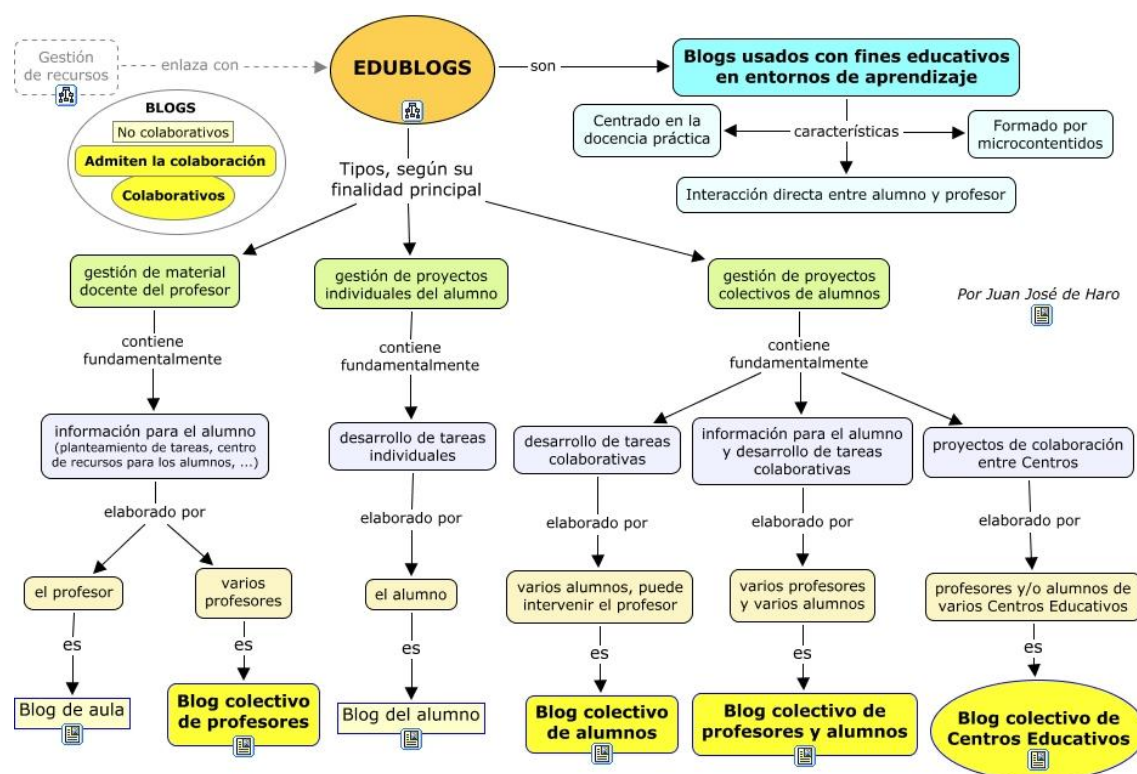 Gestión
de recursos
enlaza con
EDUBLOGS
son
Blogs usados con fines educativos
en entornos de aprendizaje
BLOGS
No colaborativos
Admiten la colaboración
Colaborativos
Centrado en la
docencia práctica
características
Formado por
microcontenidos
Interacción directa entre alumno y profesor
Tipos, según su
finalidad principal
gestión de material
docente del profesor
gestión de proyectos
individuales del alumno
gestión de proyectos
colectivos de alumnos
Por Juan José de Haro
contiene
fundamentalmente
contiene
fundamentalmente
contiene
fundamentalmente
información para el alumno
(planteamiento de tareas, centro
de recursos para los alumnos, ...)
desarrollo de tareas
individuales
desarrollo de tareas
colaborativas
información para el alumno
y desarrollo de tareas
colaborativas
proyectos de colaboración
entre Centros
elaborado por
elaborado por
elaborado por
elaborado por
elaborado por
el profesor
varios
profesores
el alumno
varios alumnos, puede
intervenir el profesor
varios profesores
y varios alumnos
profesores y/o alumnos de
varios Centros Educativos
es
es
es
es
es
es
Blog de aula
Blog colectivo
de profesores
Blog del alumno
Blog colectivo
de alumnos
Blog colectivo de
profesores y alumnos
Blog colectivo de
Centros Educativos